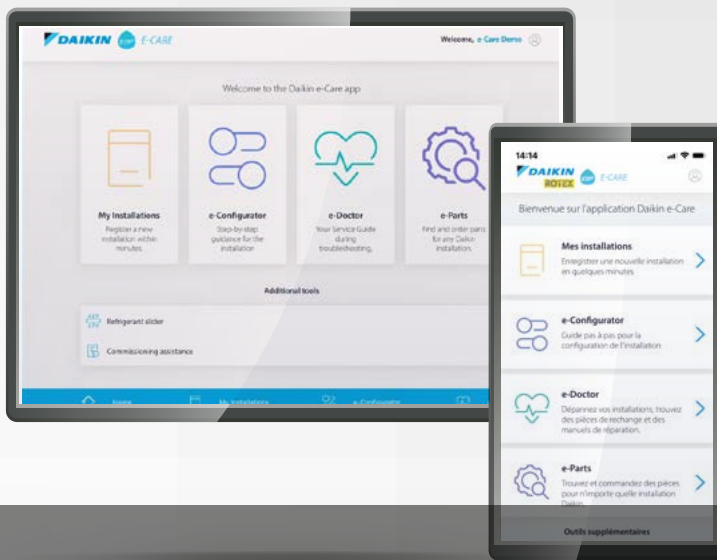 DAIKIN E-CARE
Welcome, e-Care Demo
Welcome to the Daikin e-Care app
My Installations
Register a new
installation within
minutes.
e-Configurator
Step-by-step
guidance for the
installation
e-Doctor
Your Service Guide
during
troubleshooting.
e-Parts
Find and order parts
for any Daikin
installation.
Additional tools
Refrigerant slider
Commissioning assistance
Home
My Installations
e-Configurator
14:14
DAIKIN E-CARE
ROTEX
Bienvenue sur l'application Daikin e-Care
Mes installations
Enregistrer une nouvelle installation
en quelques minutes
e-Configurator
Guide pas à pas pour la
configuration de l'installation
e-Doctor
Dépannez vos installations, trouvez
des pièces de rechange et des
manuels de réparation.
e-Parts
Trouvez et commandez des pièces
pour n'importe quelle installation
Daikin.
Outils supplémentaires